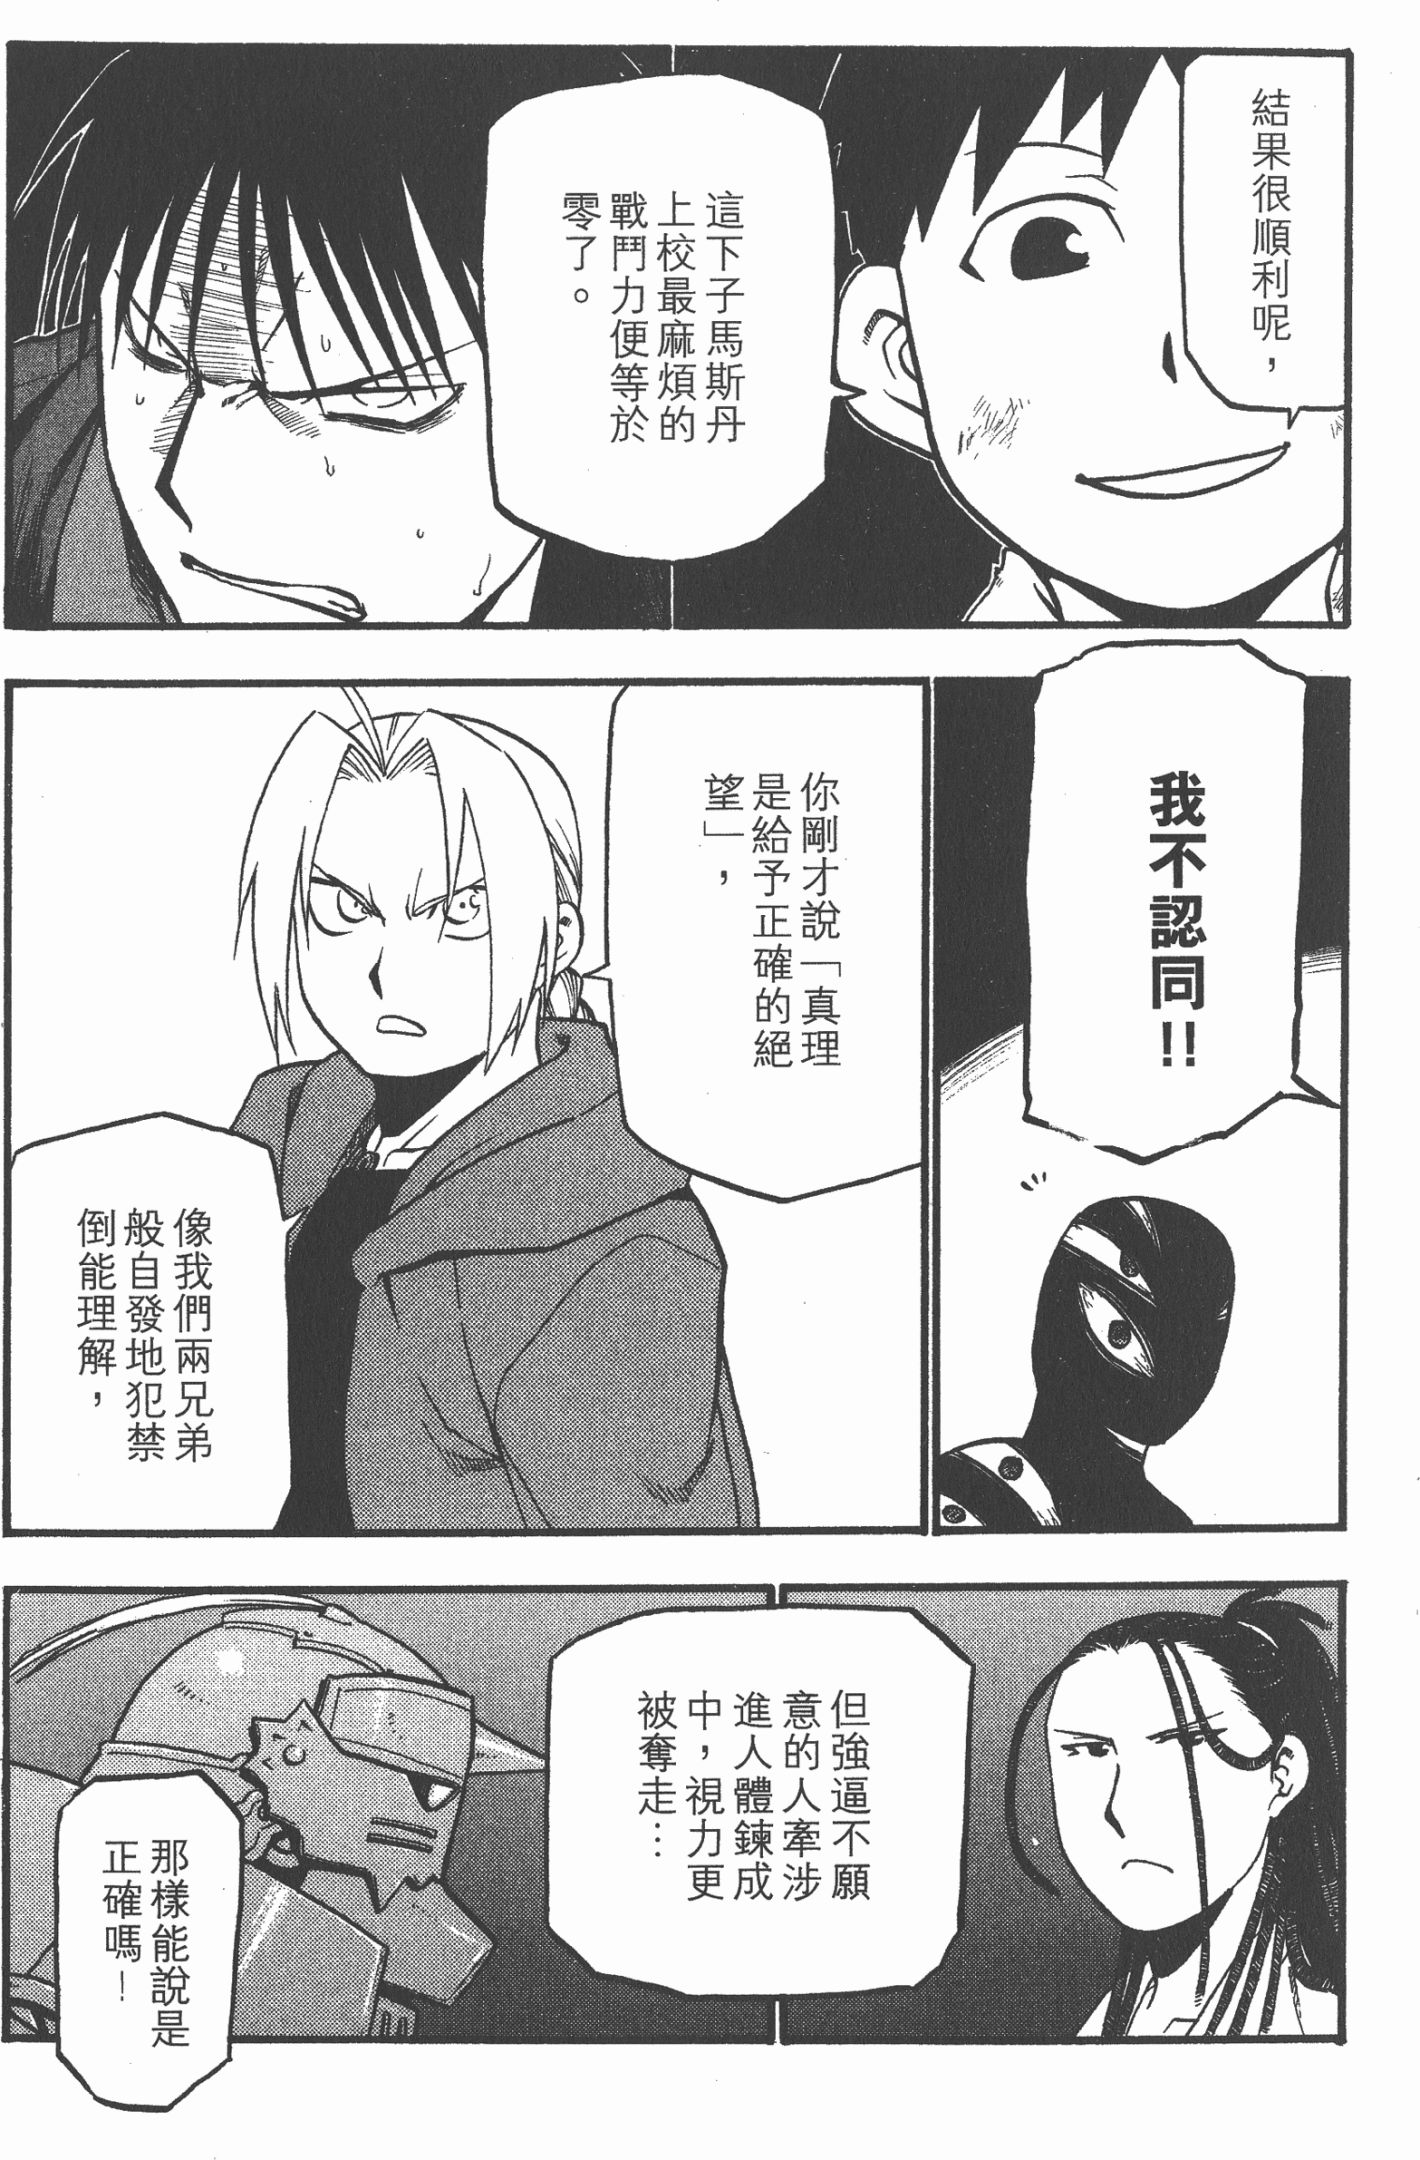 結果很順利呢，
這下子馬斯丹
上校最麻煩的
戰鬥力便等於
零了。
我不認同!!
你剛才說「真理
是給予正確的絕
望」，
像我們兩兄弟
般自發地犯禁
倒能理解，
但強逼不願
意的人牽涉
進人體鍊成
中，視力更
被奪走…
那樣能說是
正確嗎！